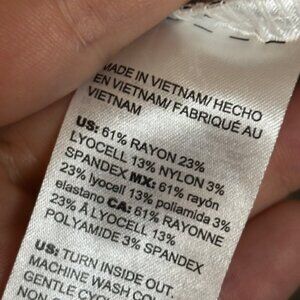 MADE IN VIETNAM/ HECHO
EN VIETNAM/ FABRIQUÉ AU
VIETNAM
US: 61% RAYON 23%
LYOCELL 13% NYLON 3%
SPANDEX MX: 61% rayón
23% lyocell 13% poliamida 3%
elastano CA: 61% RAYONNE
23% À LYOCELL 13%
POLYAMIDE 3% SPANDEX
US: TURN INSIDE OUT.
MACHINE WASH
GENTLE